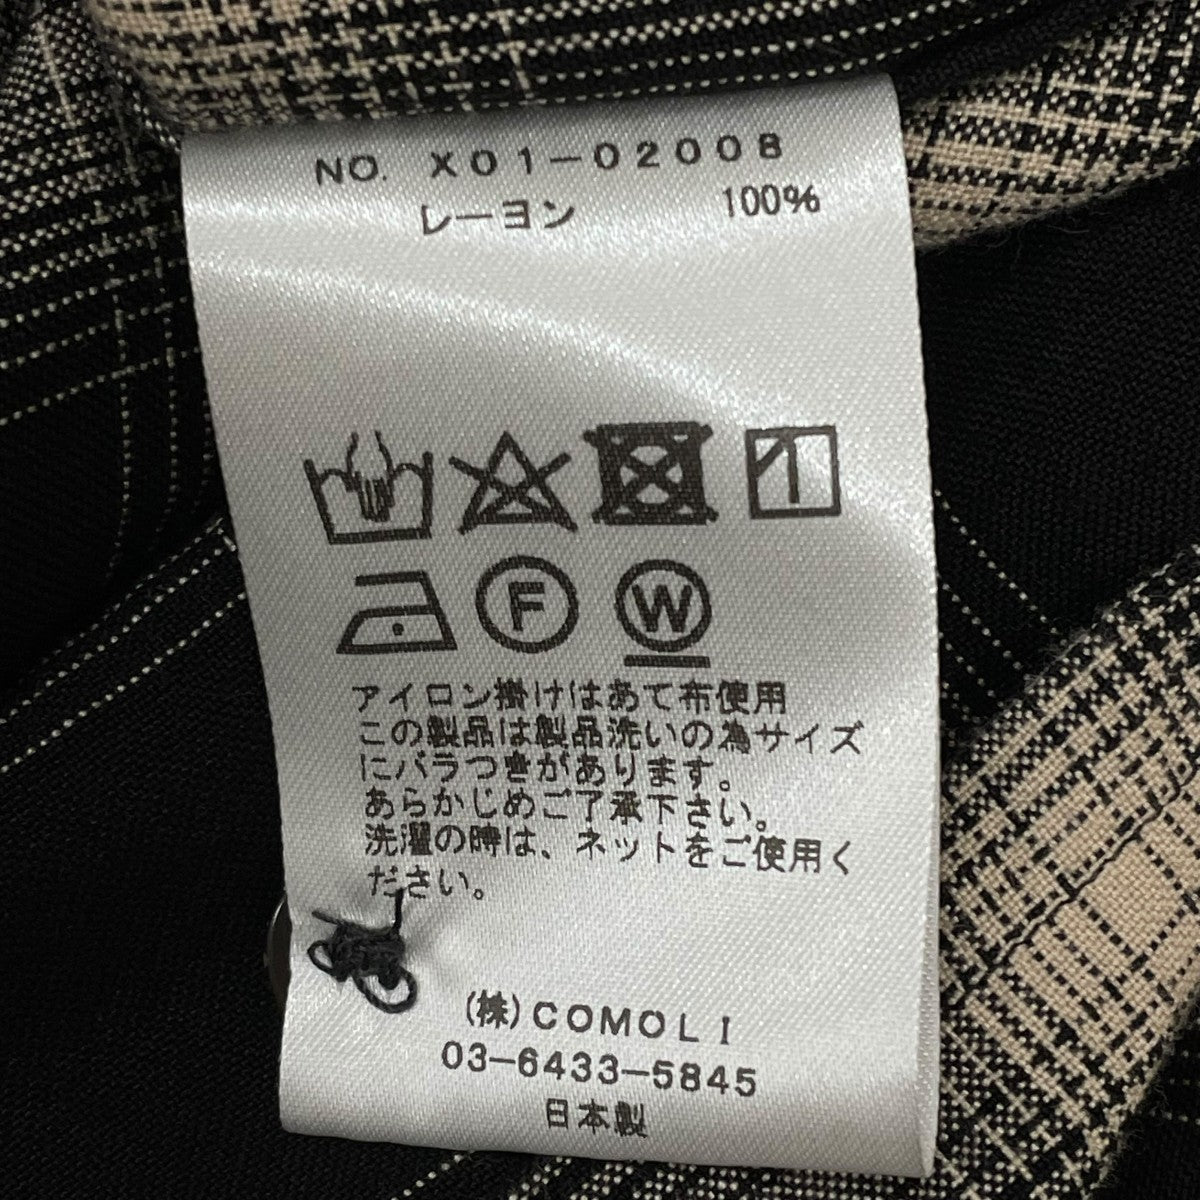 NO. X01-02008
レーヨン 100%
F W
アイロン掛けはあて布使用
この製品は製品洗いの為サイズ
にバラつきがあります。
あらかじめご了承下さい。
洗濯の時は、ネットをご使用く
ださい。
(株)COMOLI
03-6433-5845
日本製